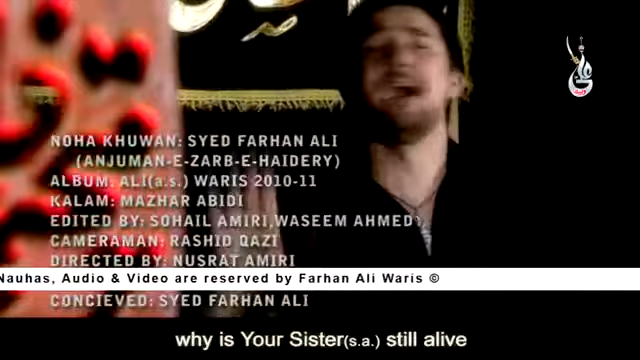 NOHA KHUWAN: SYED FARHAN ALI
(ANJUMAN-E-ZARB-E-HAIDERY)
ALBUM: ALI(a.s.) WARIS 2010-11
KALAM: MAZHAR ABIDI
EDITED BY: SOHAIL AMIRI,WASEEM AHMED
CAMERAMAN: RASHID QAZI
DIRECTED BY: NUSRAT AMIRI
Nauhas, Audio & Video are reserved by Farhan Ali Waris ©
CONCIEVED: SYED FARHAN ALI
why is Your Sister(s.a.) still alive